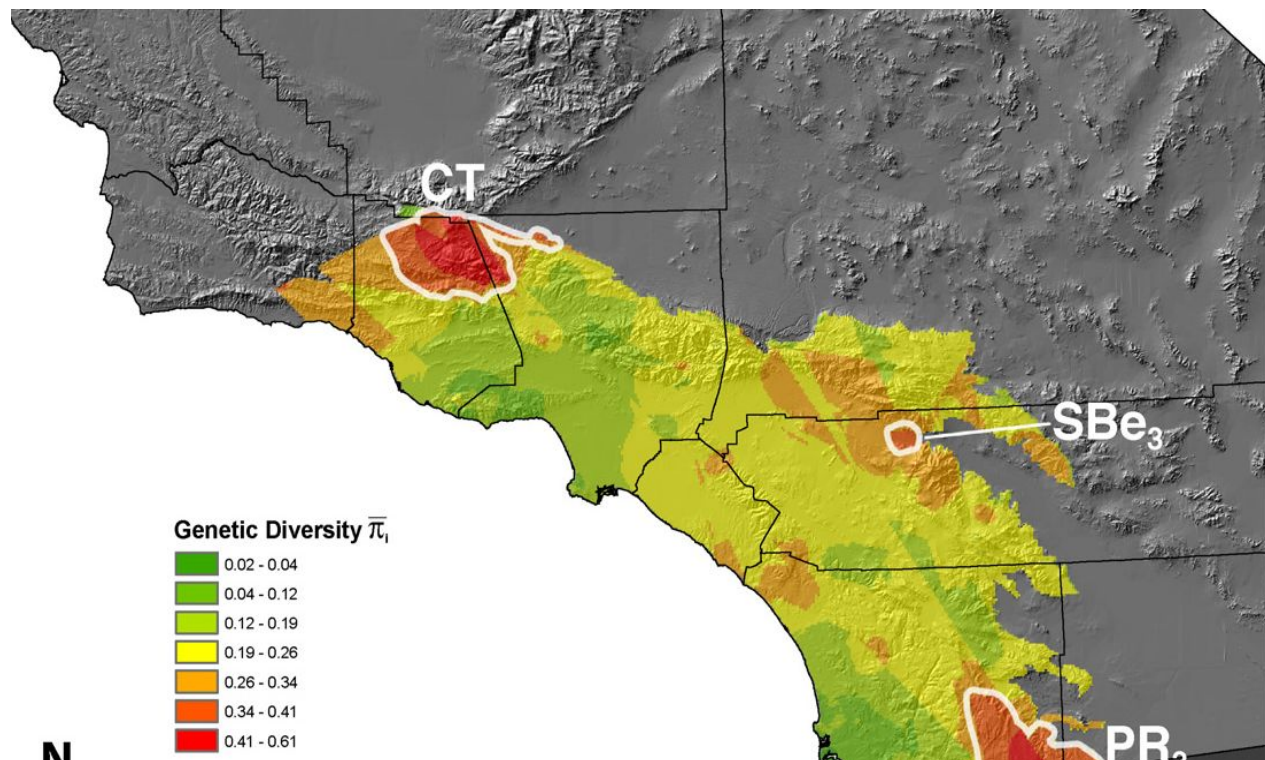 CT
SBe₃
Genetic Diversity π̅ᵢ
0.02 - 0.04
0.04 - 0.12
0.12 - 0.19
0.19 - 0.26
0.26 - 0.34
0.34 - 0.41
0.41 - 0.61
N
PR₂